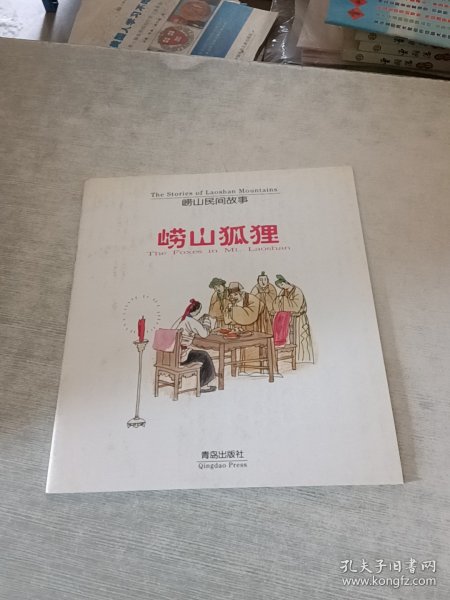 The Stories of Laoshan Mountains
崂山民间故事
崂山狐狸
The Foxes in Mt. Laoshan
青岛出版社
Qingdao Press
孔夫子旧书网
www.kongfz.com